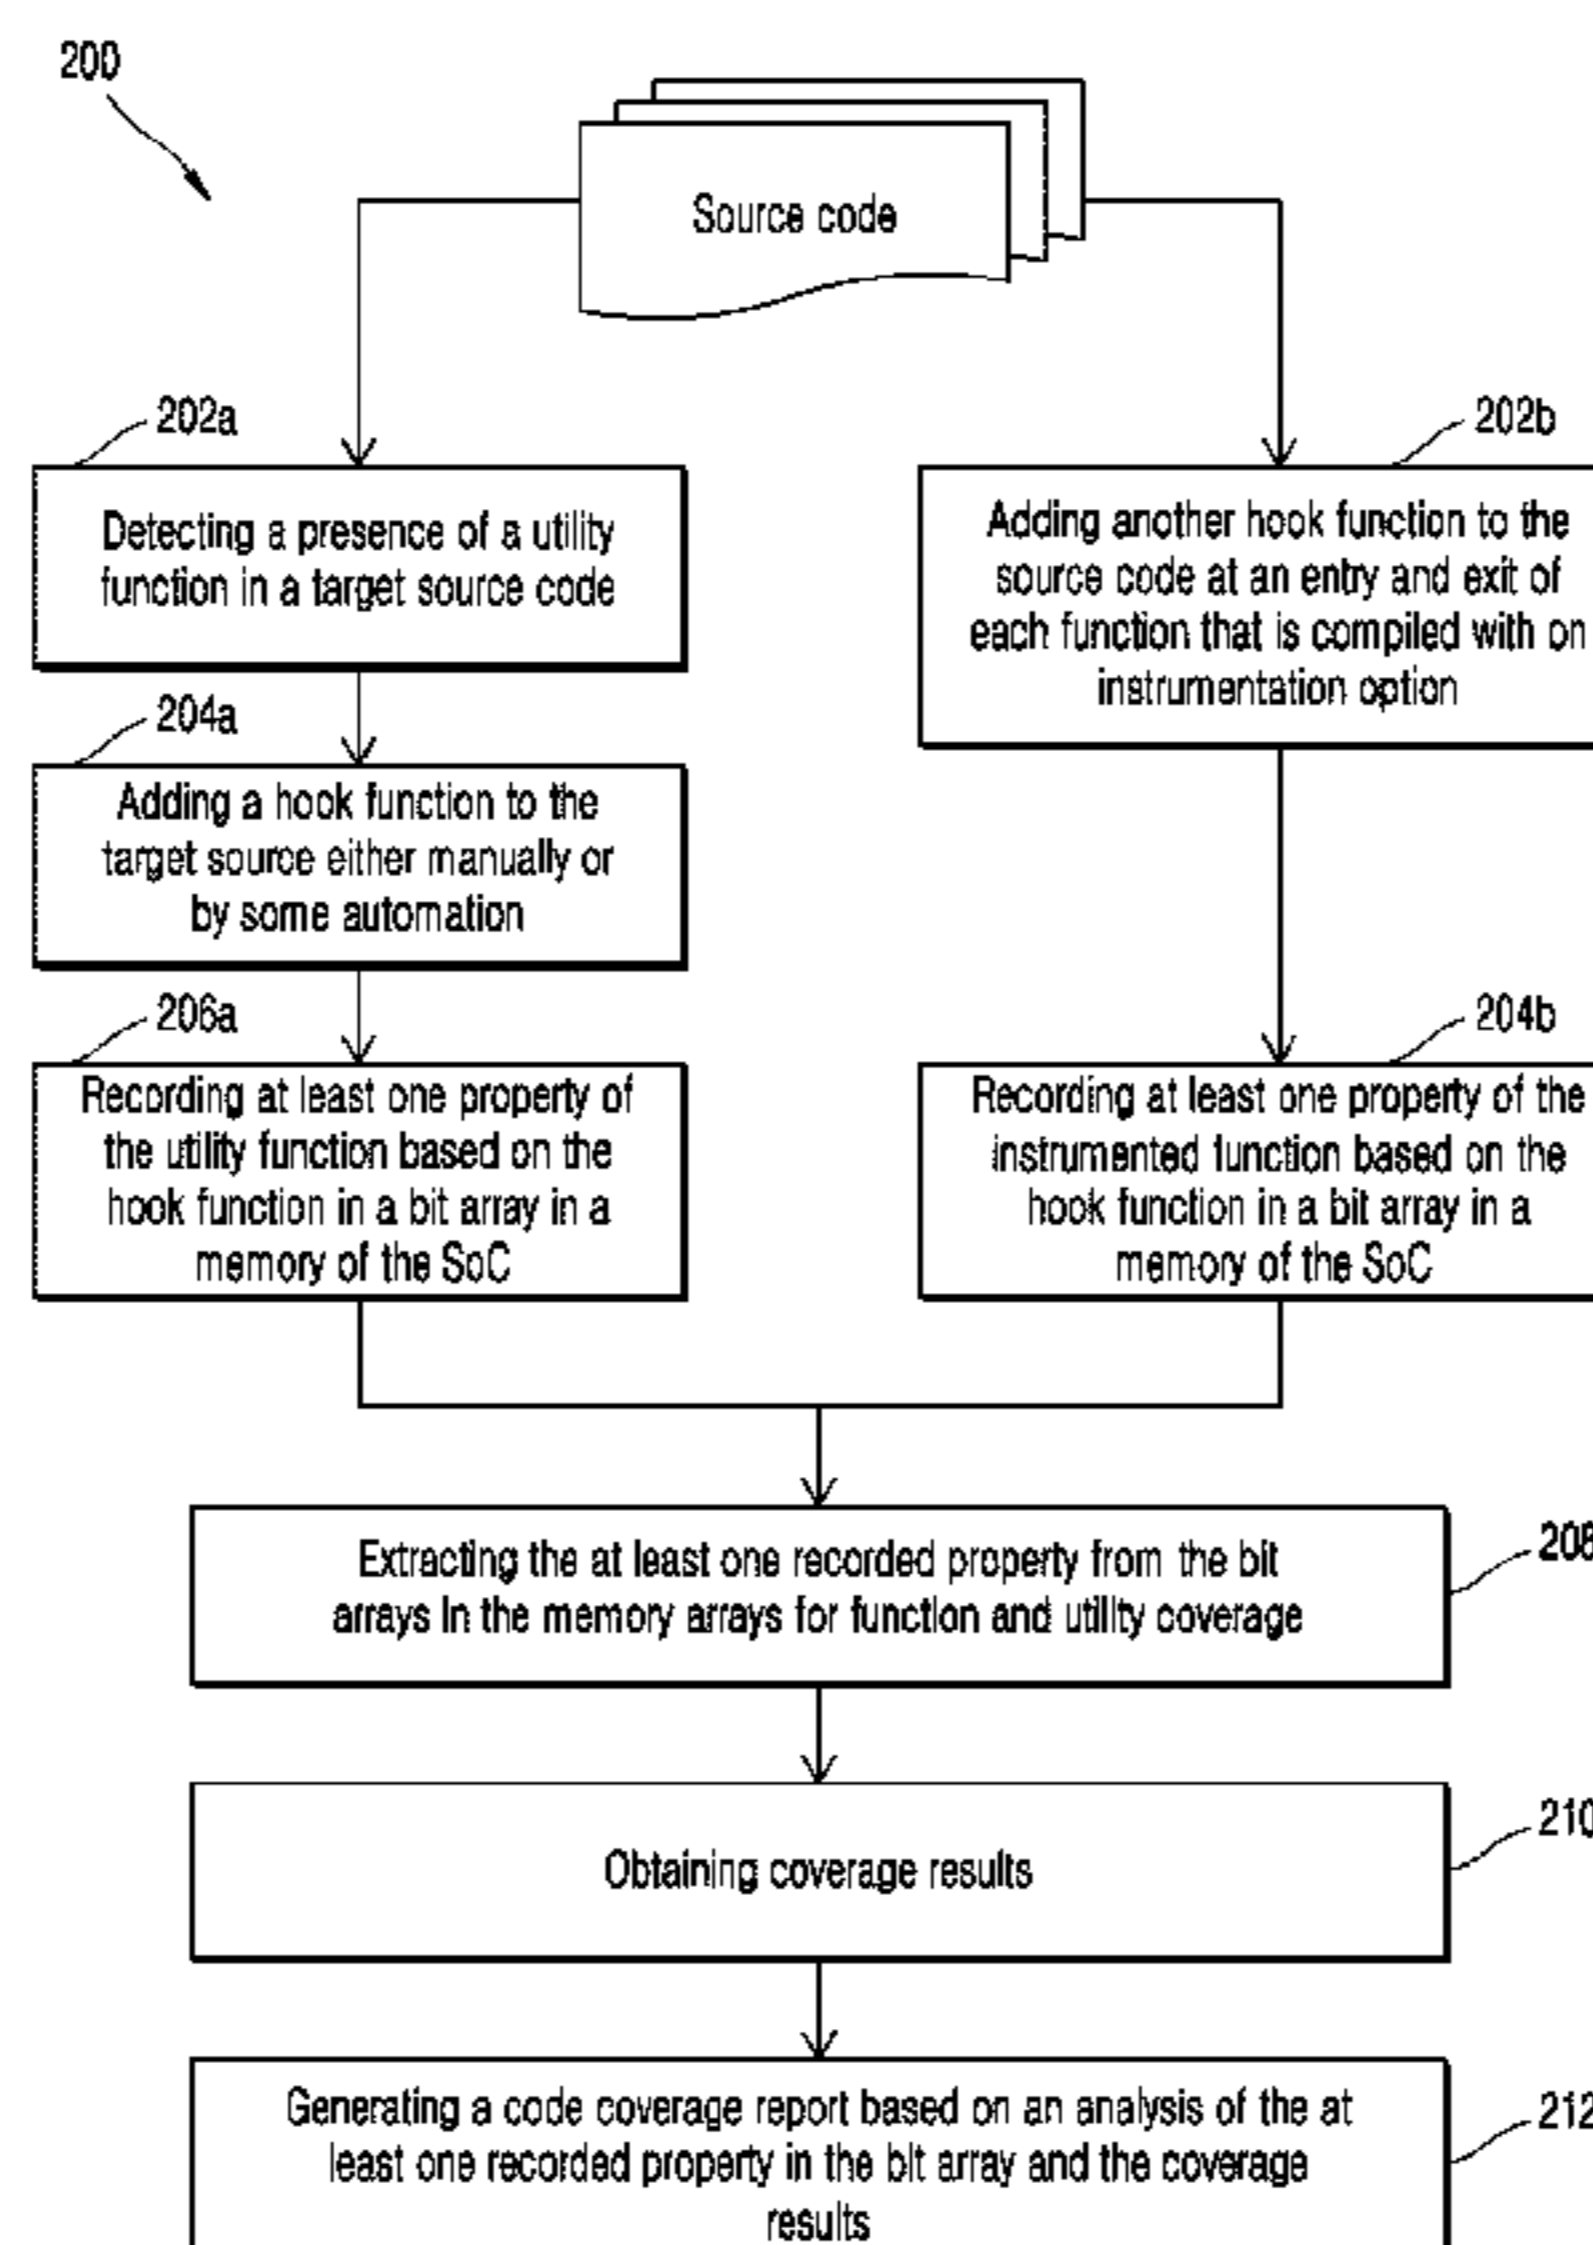 200
Source code
202a
Detecting a presence of a utility
function in a target source code
204a
Adding a hook function to the
target source either manually or
by some automation
206a
Recording at least one property of
the utility function based on the
hook function in a bit array in a
memory of the SoC
202b
Adding another hook function to the
source code at an entry and exit of
each function that is compiled with on
instrumentation option
204b
Recording at least one property of the
instrumented function based on the
hook function in a bit array in a
memory of the SoC
208
Extracting the at least one recorded property from the bit
arrays in the memory arrays for function and utility coverage
210
Obtaining coverage results
212
Generating a code coverage report based on an analysis of the at
least one recorded property in the bit array and the coverage
results